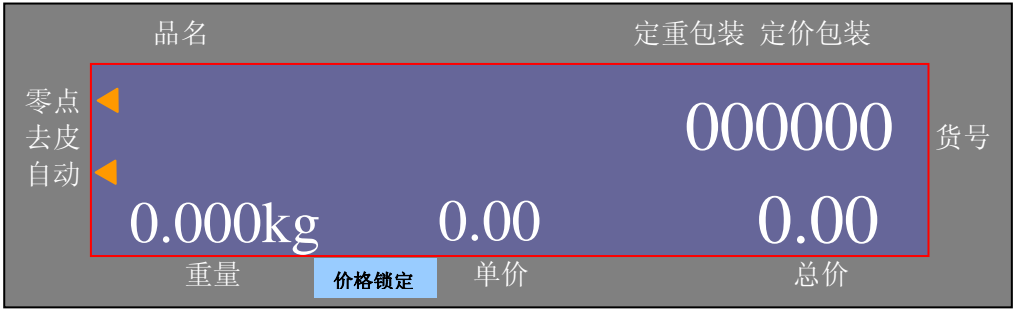 品名 定重包装 定价包装
零点
000000
去皮
货号
自动
0.000kg 0.00 0.00
重量 价格锁定 单价 总价